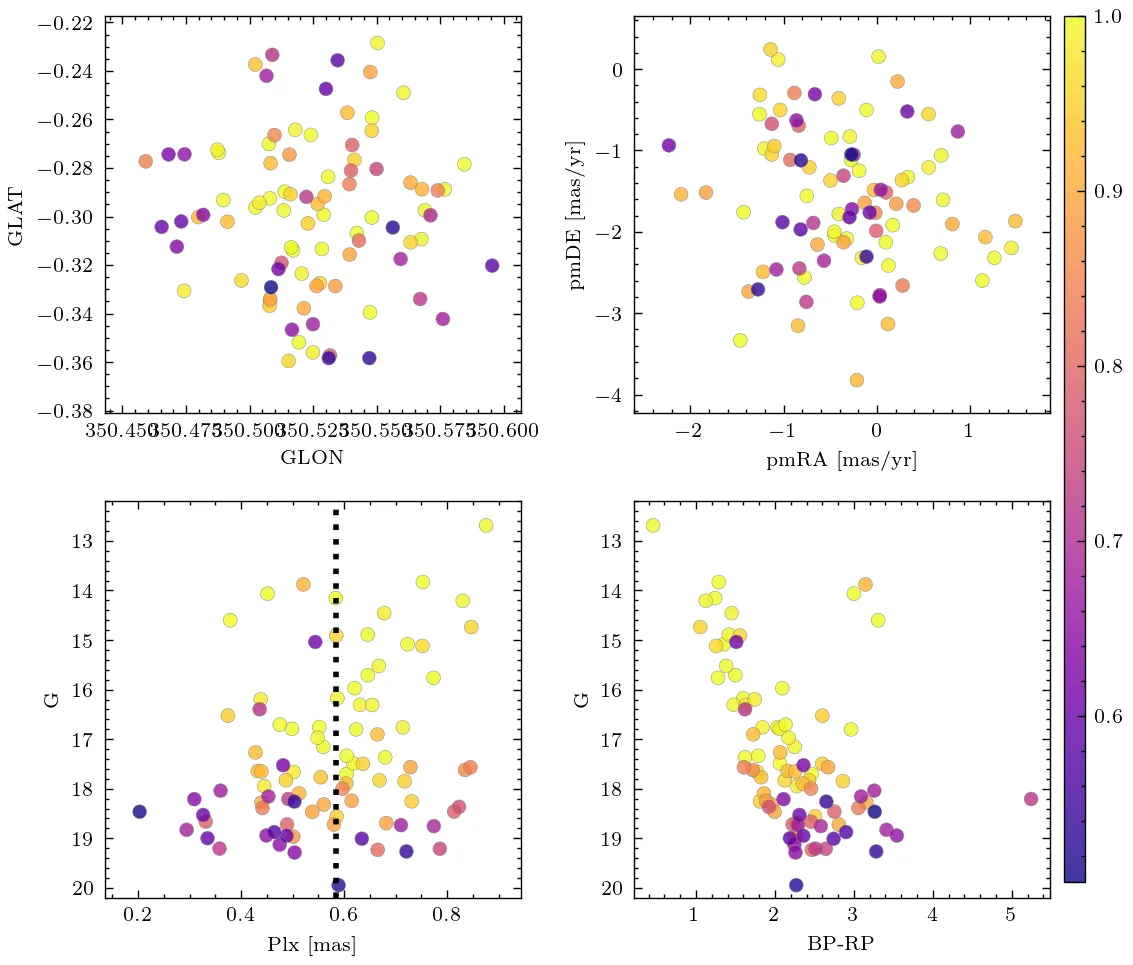 −0.22
−0.24
−0.26
−0.28
−0.30
−0.32
−0.34
−0.36
−0.38
GLAT
350.450 350.475 350.500 350.525 350.550 350.575 350.600
GLON
0
−1
−2
−3
−4
pmDE [mas/yr]
−2 −1 0 1
pmRA [mas/yr]
1.0
0.9
0.8
0.7
0.6
13
14
15
16
17
18
19
20
G
0.2 0.4 0.6 0.8
Plx [mas]
13
14
15
16
17
18
19
20
G
1 2 3 4 5
BP-RP